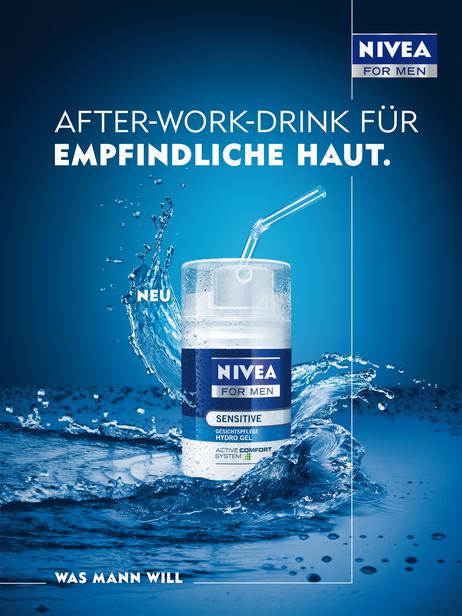 NIVEA
FOR MEN
AFTER-WORK-DRINK FÜR
EMPFINDLICHE HAUT.
NEU
NIVEA
FOR MEN
SENSITIVE
GESICHTSPFLEGE
HYDRO GEL
ACTIVE COMFORT
SYSTEM
WAS MANN WILL